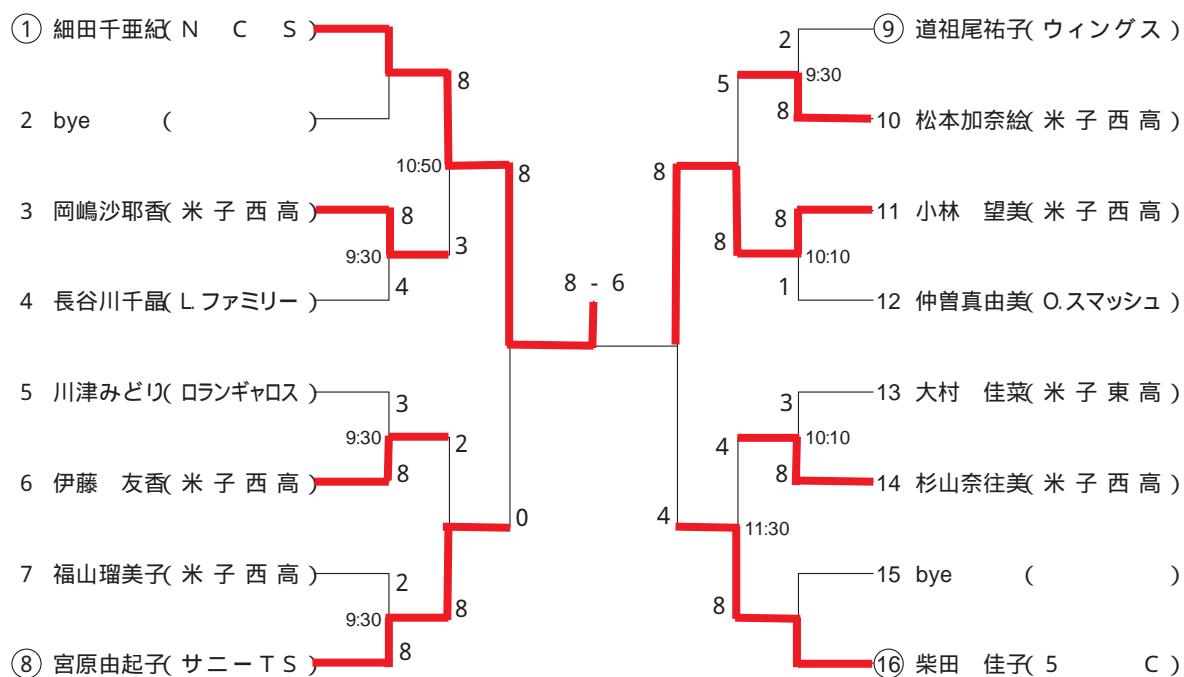 ① 細田千亜紀( N C S )
2 bye ( )
3 岡嶋沙耶香( 米 子 西 高 )
4 長谷川千晶( L.ファミリー )
5 川津みどり( ロランギャロス )
6 伊藤 友香( 米 子 西 高 )
7 福山瑠美子( 米 子 西 高 )
⑧ 宮原由起子( サニーTS )
8
10:50
8
9:30
3
4
3
9:30
2
8
2
9:30
8
8
8
0
8 - 6
8
4
5
2
9:30
8
8
8
10:10
1
4
3
10:10
8
11:30
8
⑨ 道祖尾祐子( ウィングス )
10 松本加奈絵( 米 子 西 高 )
11 小林 望美( 米 子 西 高 )
12 仲曽真由美( O.スマッシュ )
13 大村 佳菜( 米 子 東 高 )
14 杉山奈往美( 米 子 西 高 )
15 bye ( )
⑯ 柴田 佳子( 5 C )